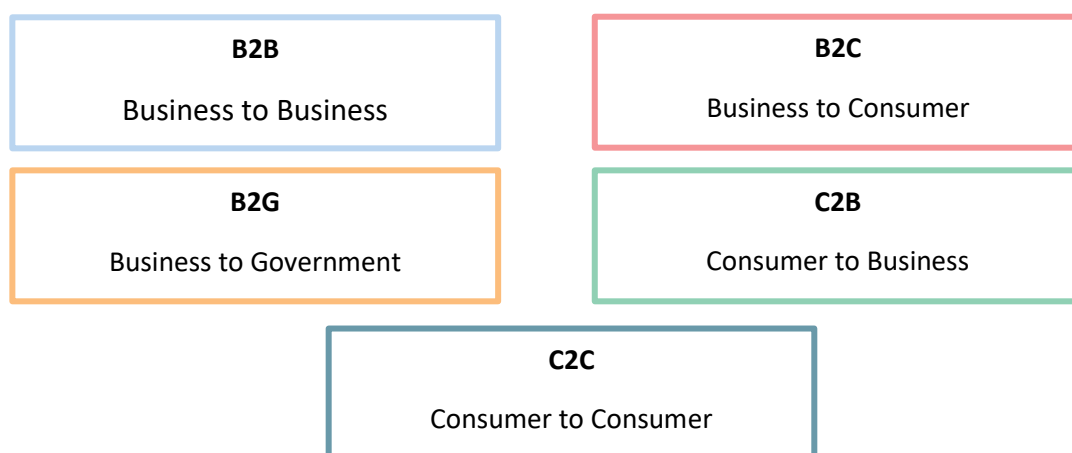 B2B
Business to Business
B2C
Business to Consumer
B2G
Business to Government
C2B
Consumer to Business
C2C
Consumer to Consumer